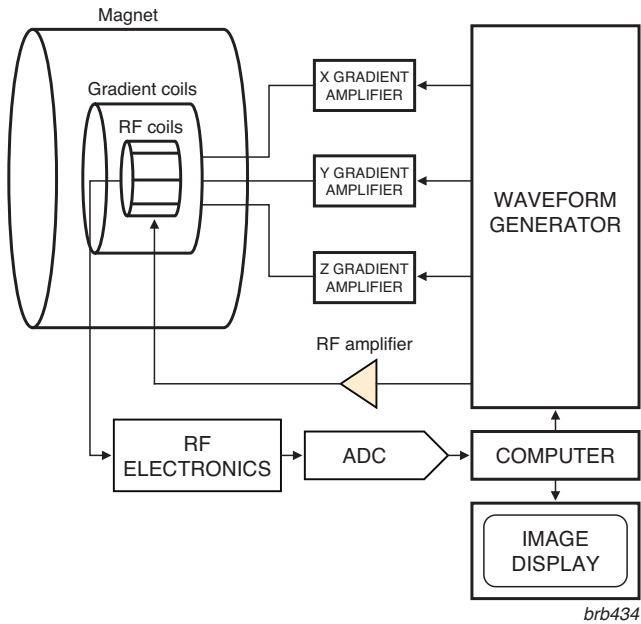 Magnet
Gradient coils
RF coils
X GRADIENT
AMPLIFIER
Y GRADIENT
AMPLIFIER
Z GRADIENT
AMPLIFIER
WAVEFORM
GENERATOR
RF amplifier
RF
ELECTRONICS
ADC
COMPUTER
IMAGE
DISPLAY
brb434